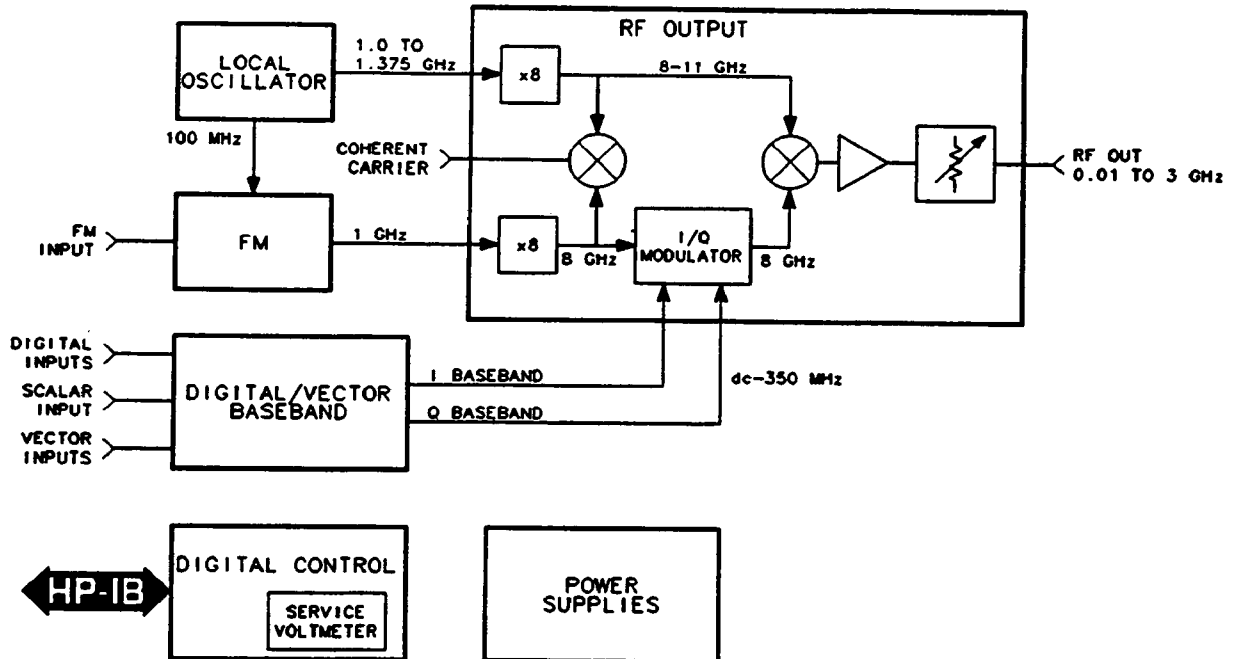 RF OUTPUT
LOCAL
OSCILLATOR
1.0 TO
1.375 GHz
x8
8-11 GHz
100 MHz
COHERENT
CARRIER
RF OUT
0.01 TO 3 GHz
FM
INPUT
FM
1 GHz
x8
8 GHz
I/Q
MODULATOR
8 GHz
DIGITAL
INPUTS
SCALAR
INPUT
VECTOR
INPUTS
DIGITAL/VECTOR
BASEBAND
I BASEBAND
Q BASEBAND
dc-350 MHz
HP-IB
DIGITAL CONTROL
SERVICE
VOLTMETER
POWER
SUPPLIES